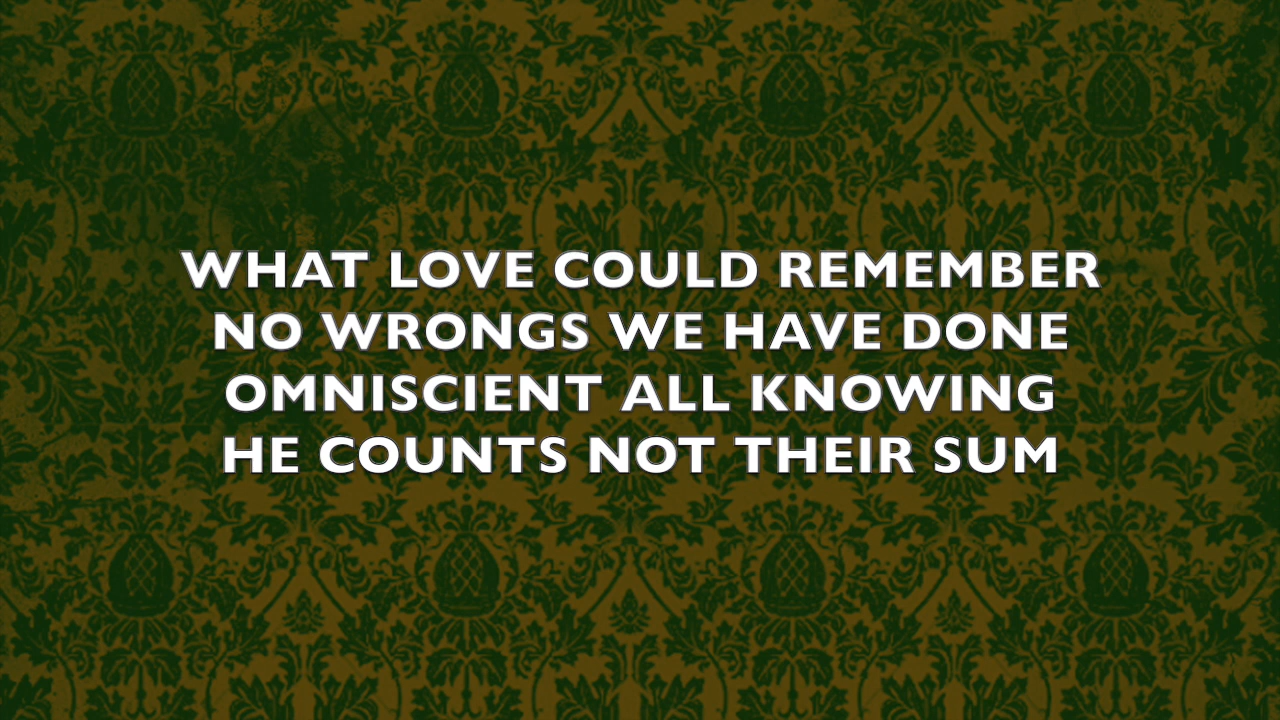 WHAT LOVE COULD REMEMBER
NO WRONGS WE HAVE DONE
OMNISCIENT ALL KNOWING
HE COUNTS NOT THEIR SUM